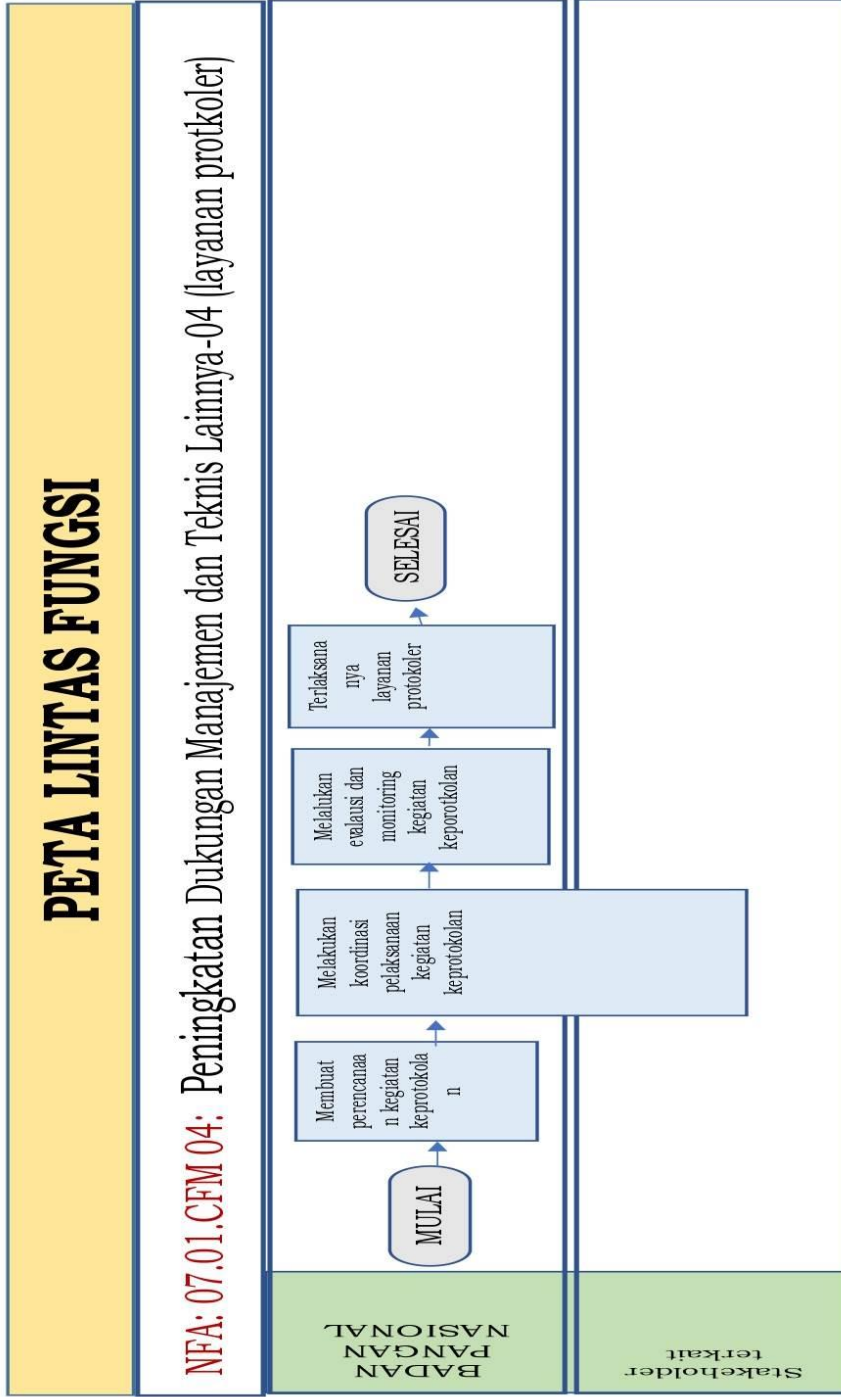 PETA LINTAS FUNGSI
NFA: 07.01.CFM 04: Peningkatan Dukungan Manajemen dan Teknis Lainnya-04 (layanan protkoler)
BADAN
PANGAN
NASIONAL
MULAI
Membuat
perencanaa
n kegiatan
keprotokola
n
Melakukan
koordinasi
pelaksanaan
kegiatan
keprotokolan
Melalukan
evalausi dan
monitoring
kegiatan
keporotkolan
Terlaksana
nya
layanan
protokoler
SELESAI
Stakeholder
terkait